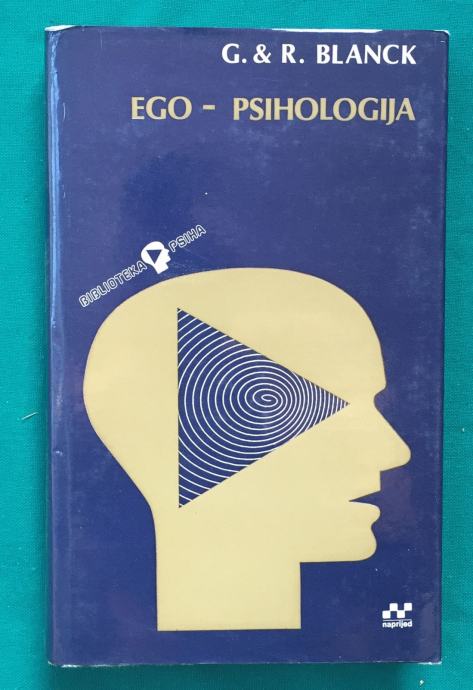 G. & R. BLANCK
EGO - PSIHOLOGIJA
BIBLIOTEKA PSIHA
naprijed